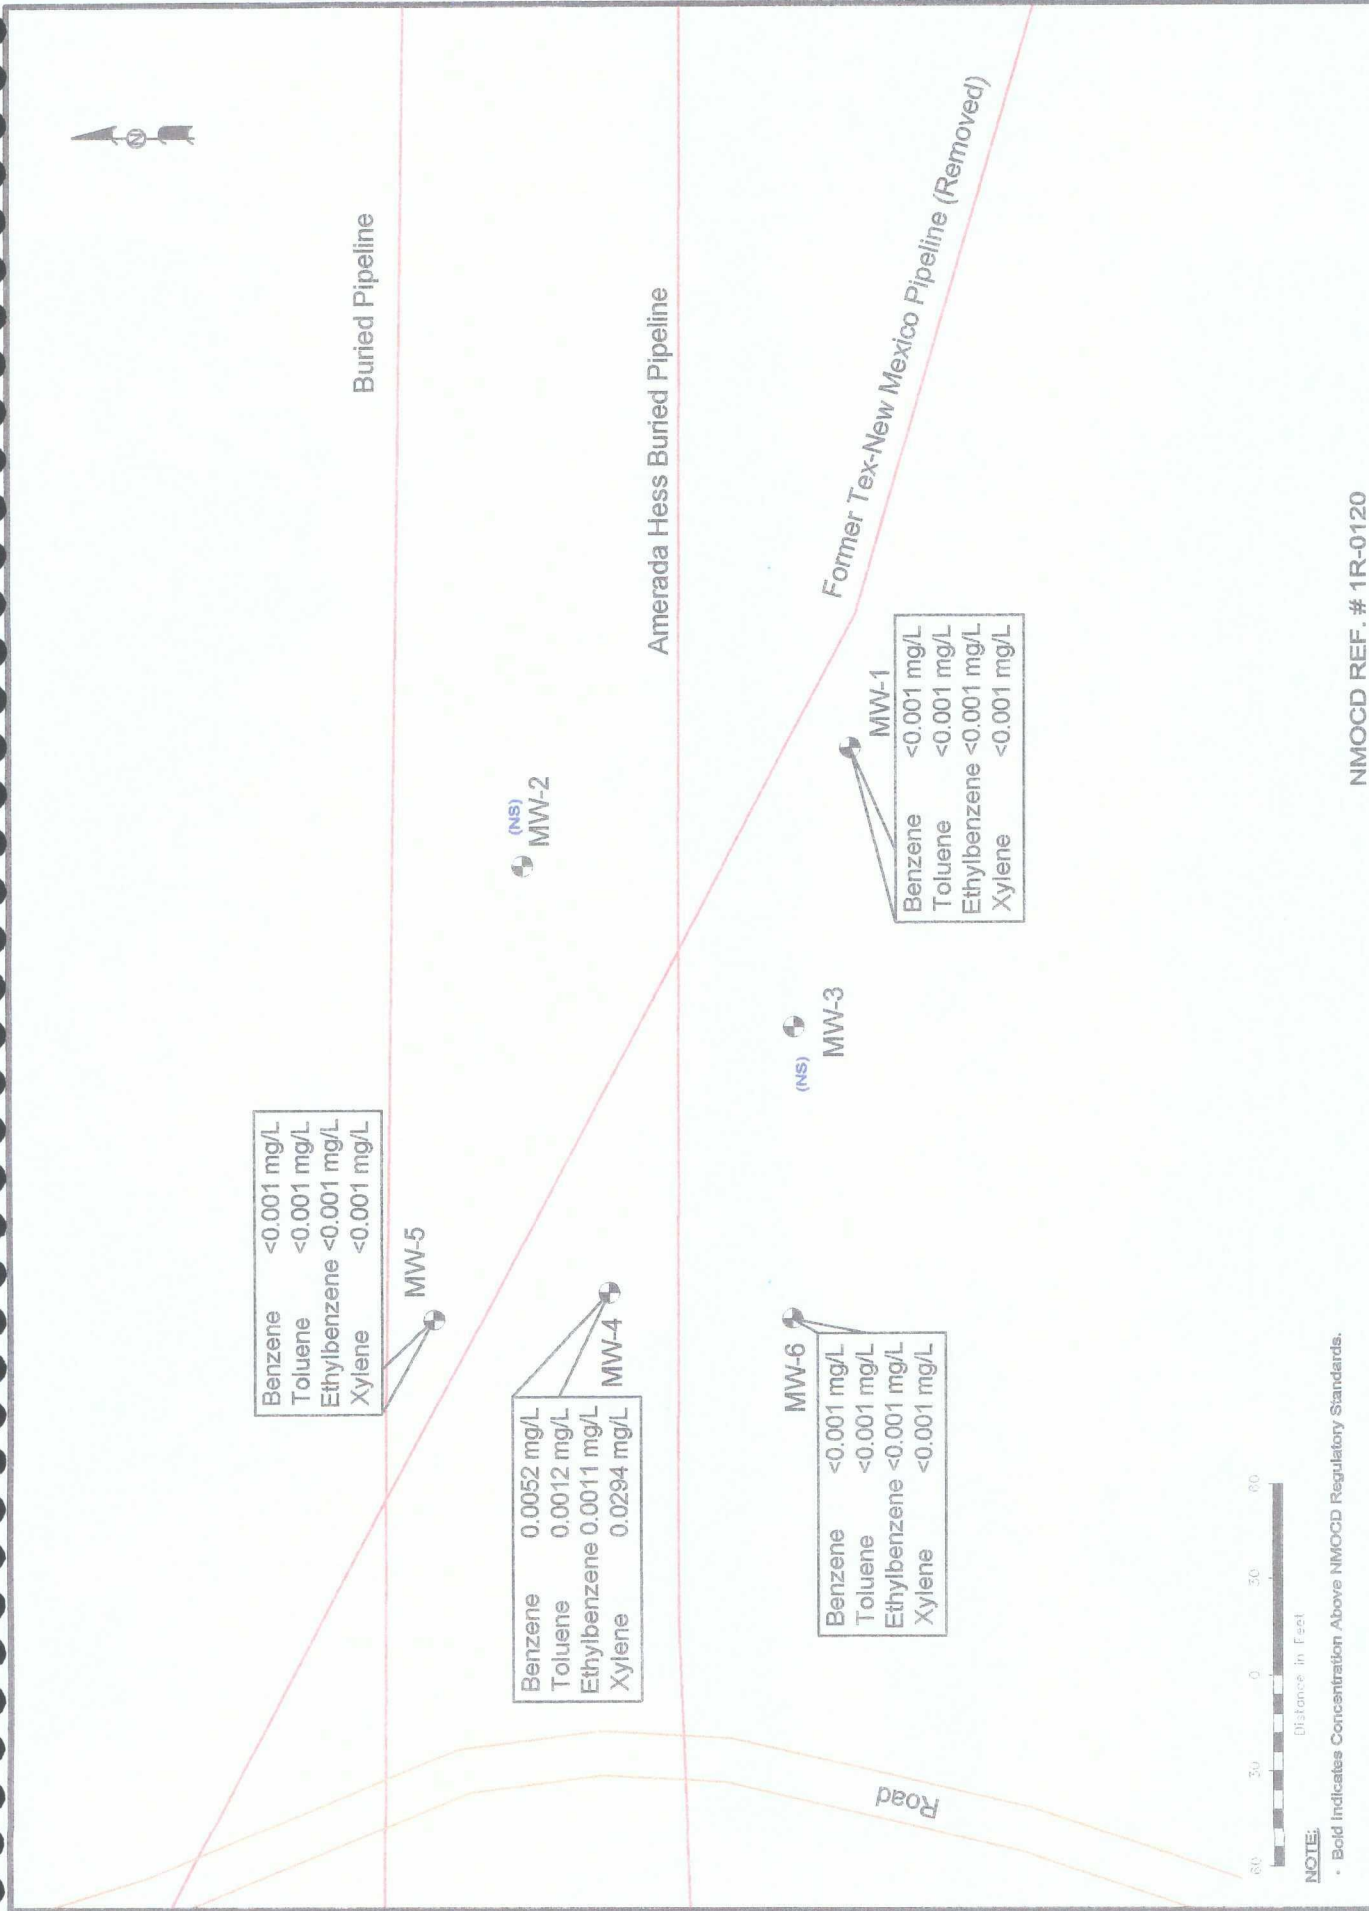 N
Buried Pipeline
Benzene <0.001 mg/L
Toluene <0.001 mg/L
Ethylbenzene <0.001 mg/L
Xylene <0.001 mg/L
MW-5
(NS)
MW-2
Benzene 0.0052 mg/L
Toluene 0.0012 mg/L
Ethylbenzene 0.0011 mg/L
Xylene 0.0294 mg/L
MW-4
Amerada Hess Buried Pipeline
MW-6
Benzene <0.001 mg/L
Toluene <0.001 mg/L
Ethylbenzene <0.001 mg/L
Xylene <0.001 mg/L
(NS)
MW-3
Former Tex-New Mexico Pipeline (Removed)
MW-1
Benzene <0.001 mg/L
Toluene <0.001 mg/L
Ethylbenzene <0.001 mg/L
Xylene <0.001 mg/L
Road
60 30 0 30 60
Distance in Feet
NOTE:
• Bold Indicates Concentration Above NMOCD Regulatory Standards.
NMOCD REF. # 1R-0120